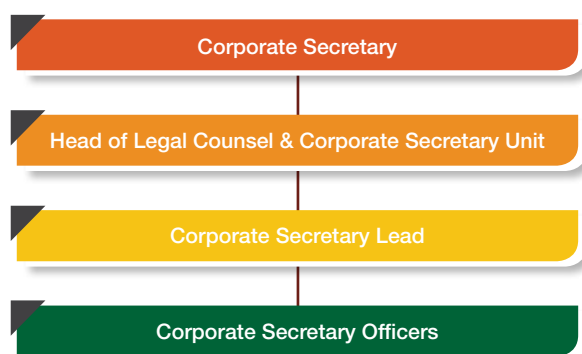 Corporate Secretary
Head of Legal Counsel & Corporate Secretary Unit
Corporate Secretary Lead
Corporate Secretary Officers